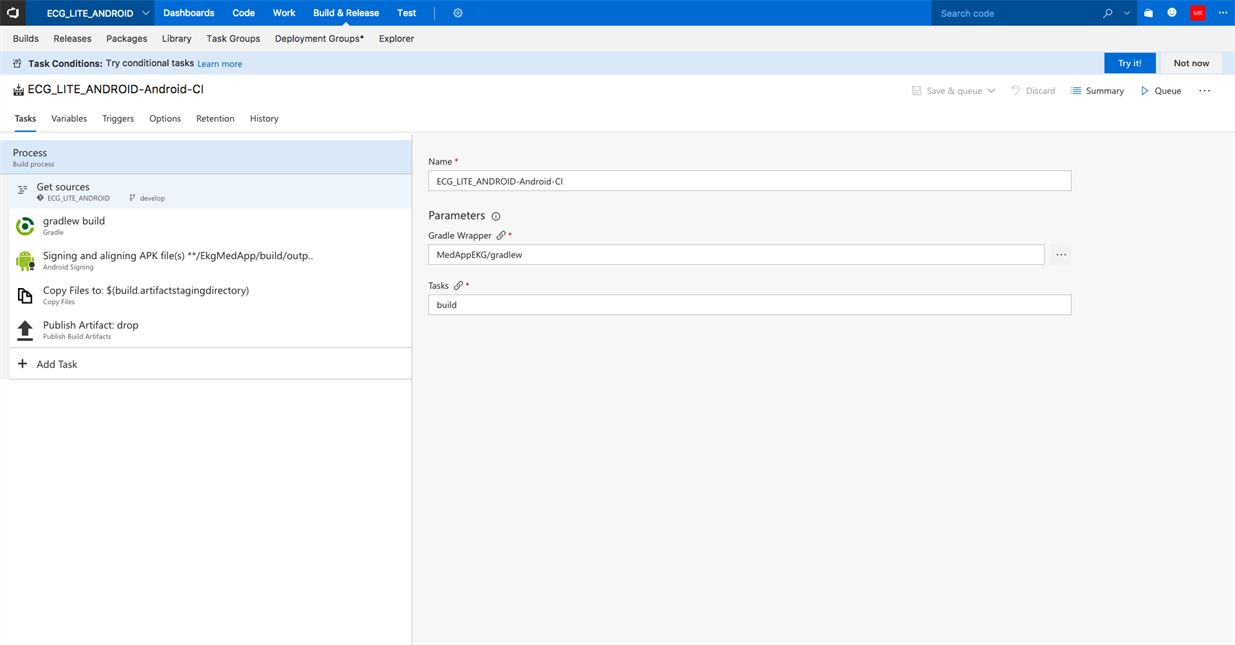 ECG_LITE_ANDROID Dashboards Code Work Build & Release Test Search code MR
Builds Releases Packages Library Task Groups Deployment Groups* Explorer
Task Conditions: Try conditional tasks Learn more Try it! Not now
ECG_LITE_ANDROID-Android-CI Save & queue Discard Summary Queue ...
Tasks Variables Triggers Options Retention History
Process
Build process
Get sources
ECG_LITE_ANDROID develop
gradlew build
Gradle
Signing and aligning APK file(s) **/EkgMedApp/build/outp..
Android Signing
Copy Files to: $(build.artifactstagingdirectory)
Copy Files
Publish Artifact: drop
Publish Build Artifacts
+ Add Task
Name *
ECG_LITE_ANDROID-Android-CI
Parameters
Gradle Wrapper *
MedAppEKG/gradlew ...
Tasks *
build